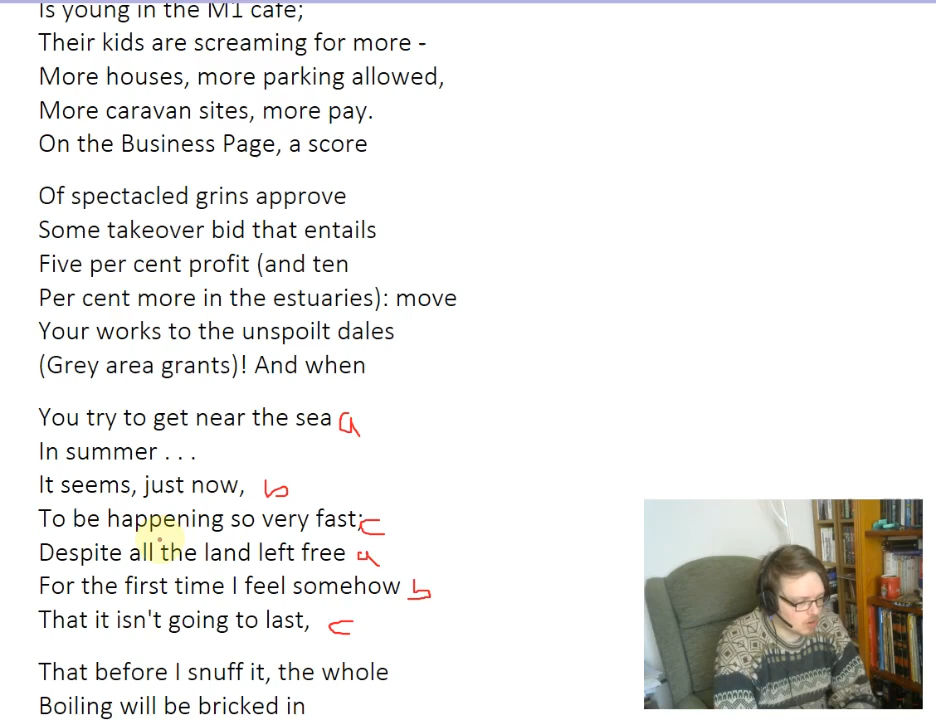 Is young in the M1 cafe;
Their kids are screaming for more -
More houses, more parking allowed,
More caravan sites, more pay.
On the Business Page, a score
Of spectacled grins approve
Some takeover bid that entails
Five per cent profit (and ten
Per cent more in the estuaries): move
Your works to the unspoilt dales
(Grey area grants)! And when
You try to get near the sea a
In summer . . .
It seems, just now, b
To be happening so very fast; c
Despite all the land left free a
For the first time I feel somehow b
That it isn't going to last, c
That before I snuff it, the whole
Boiling will be bricked in